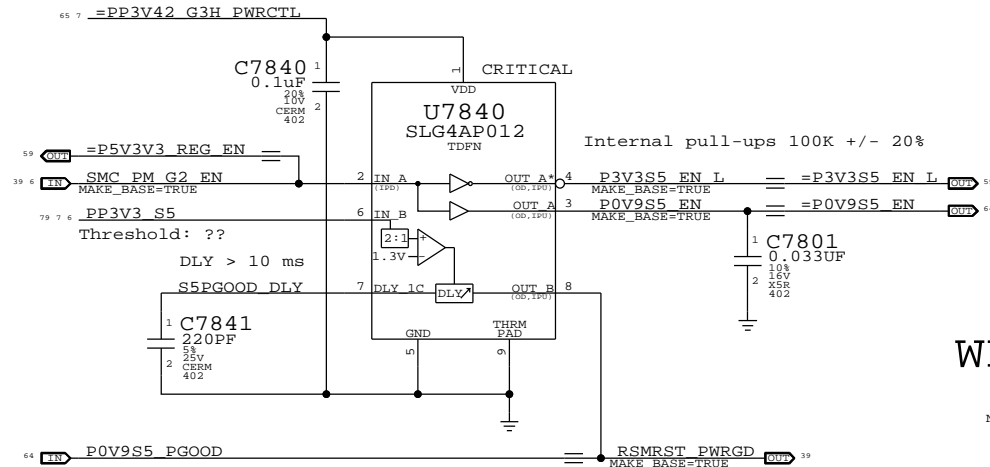 65 7 =PP3V42_G3H_PWRCTL
C7840
0.1uF
20%
10V
CERM
402
1
2
1
VDD
CRITICAL
U7840
SLG4AP012
TDFN
Internal pull-ups 100K +/- 20%
59 OUT =P5V3V3_REG_EN
39 6 IN SMC_PM_G2_EN
MAKE_BASE=TRUE
2 IN_A
(IPD)
OUT_A* 4
(OD,IPU)
P3V3S5_EN_L
MAKE_BASE=TRUE
=P3V3S5_EN_L OUT
OUT_A 3
(OD,IPU)
P0V9S5_EN
MAKE_BASE=TRUE
=P0V9S5_EN OUT
79 7 6 PP3V3_S5
Threshold: ??
6 IN_B
2:1
+
1.3V
-
C7801
0.033UF
10%
16V
X5R
402
1
2
DLY > 10 ms
S5PGOOD_DLY
7 DLY_1C
DLY
OUT_B 8
(OD,IPU)
C7841
220PF
5%
25V
CERM
402
1
2
GND
5
THRM
PAD
9
64 IN P0V9S5_PGOOD
RSMRST_PWRGD OUT 39
MAKE_BASE=TRUE